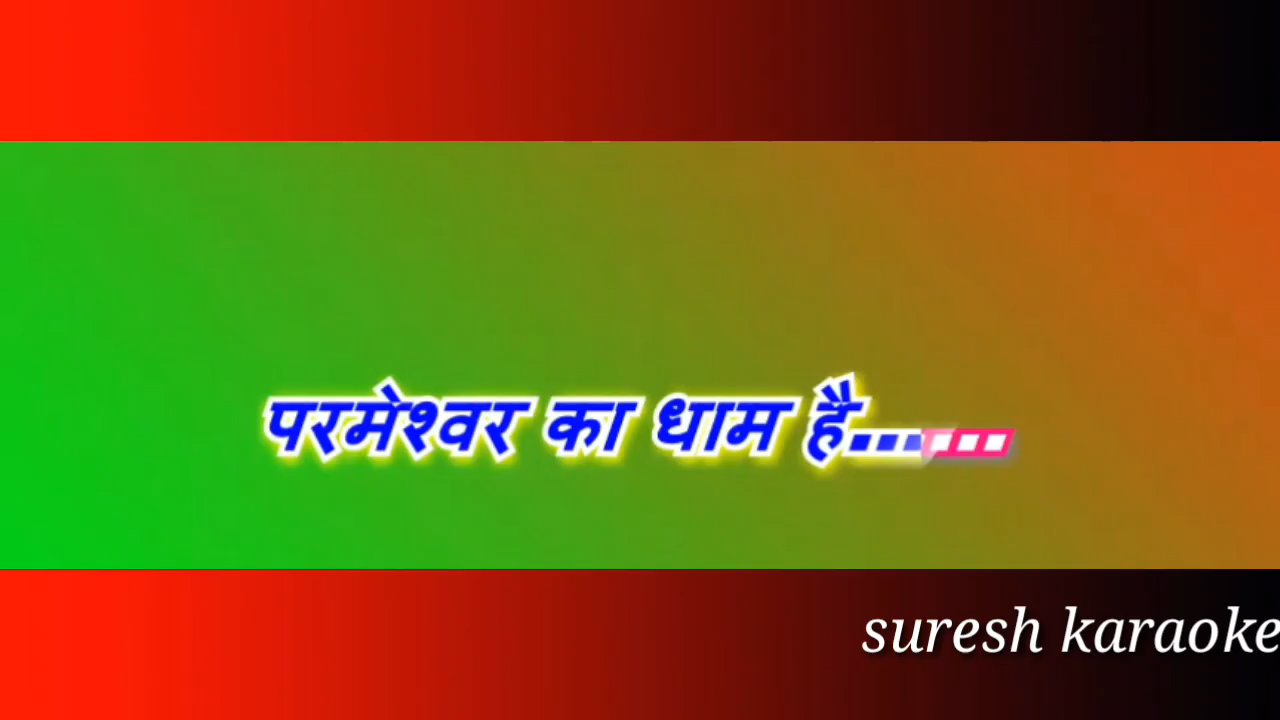 परमेश्वर का धाम है.......
suresh karaoke